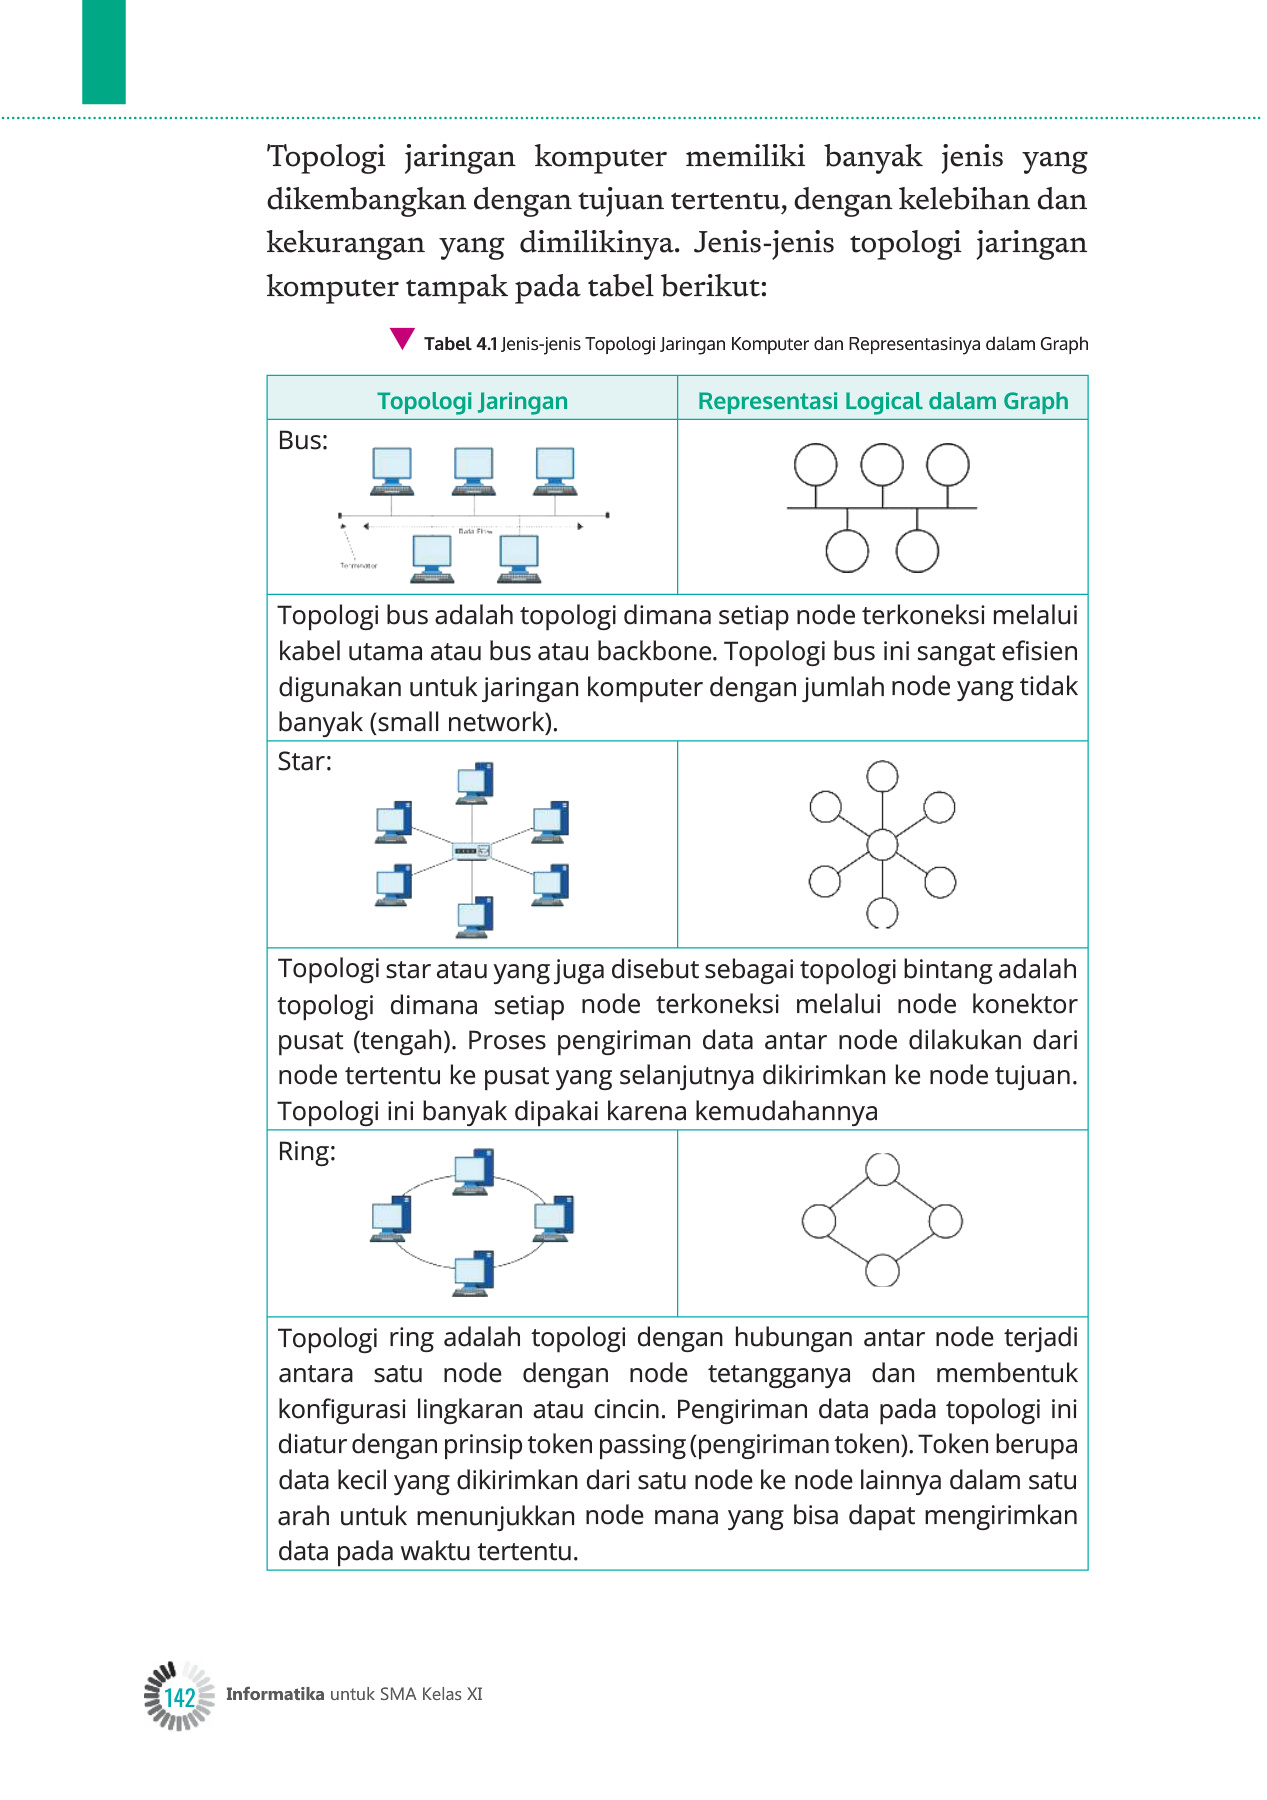 Topologi jaringan komputer memiliki banyak jenis yang
dikembangkan dengan tujuan tertentu, dengan kelebihan dan
kekurangan yang dimilikinya. Jenis-jenis topologi jaringan
komputer tampak pada tabel berikut:
Tabel 4.1 Jenis-jenis Topologi Jaringan Komputer dan Representasinya dalam Graph
Topologi Jaringan
Representasi Logical dalam Graph
Bus:
Data Flow
Terminator
Topologi bus adalah topologi dimana setiap node terkoneksi melalui
kabel utama atau bus atau backbone. Topologi bus ini sangat efisien
digunakan untuk jaringan komputer dengan jumlah node yang tidak
banyak (small network).
Star:
Topologi star atau yang juga disebut sebagai topologi bintang adalah
topologi dimana setiap node terkoneksi melalui node konektor
pusat (tengah). Proses pengiriman data antar node dilakukan dari
node tertentu ke pusat yang selanjutnya dikirimkan ke node tujuan.
Topologi ini banyak dipakai karena kemudahannya
Ring:
Topologi ring adalah topologi dengan hubungan antar node terjadi
antara satu node dengan node tetangganya dan membentuk
konfigurasi lingkaran atau cincin. Pengiriman data pada topologi ini
diatur dengan prinsip token passing (pengiriman token). Token berupa
data kecil yang dikirimkan dari satu node ke node lainnya dalam satu
arah untuk menunjukkan node mana yang bisa dapat mengirimkan
data pada waktu tertentu.
142
Informatika untuk SMA Kelas XI